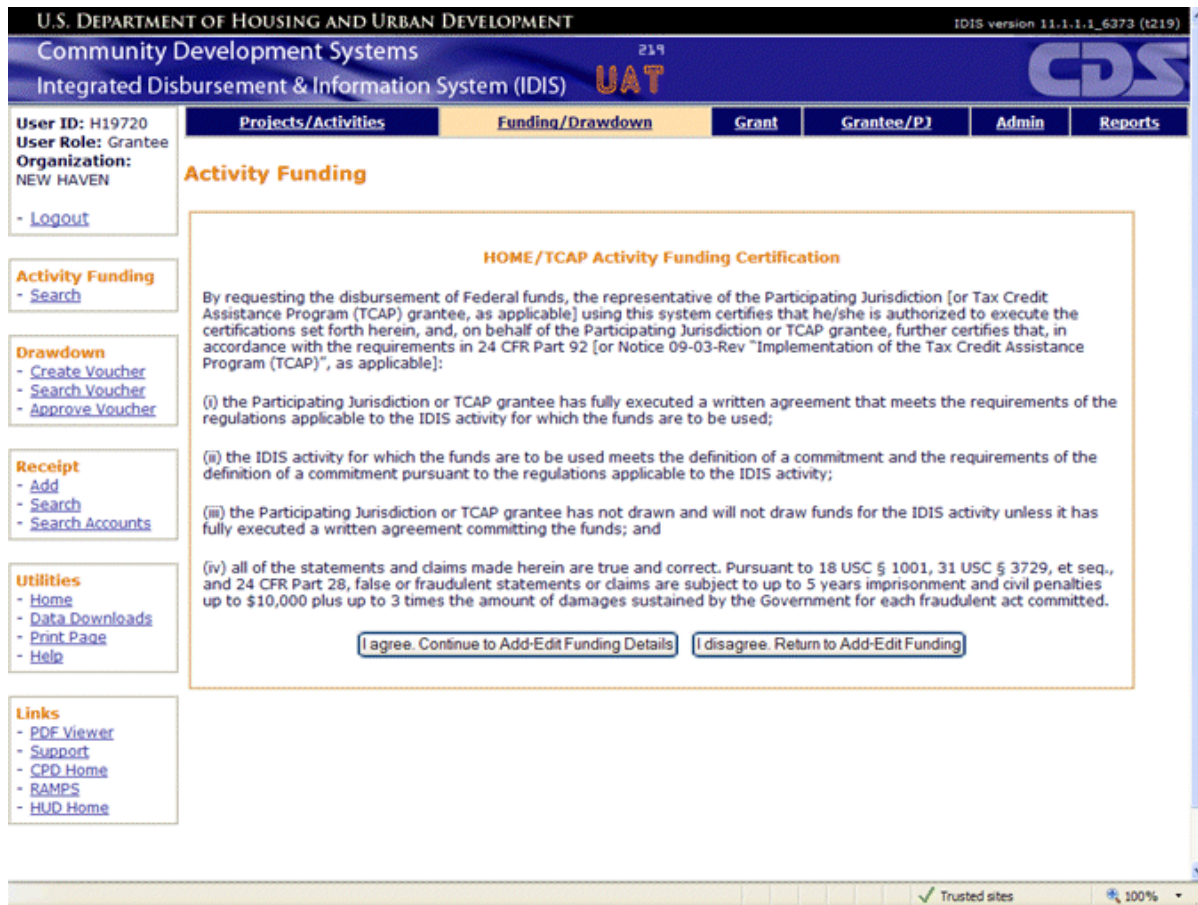 U.S. DEPARTMENT OF HOUSING AND URBAN DEVELOPMENT
IDIS version 11.1.1.1_6373 (t219)
Community Development Systems
219
Integrated Disbursement & Information System (IDIS)
UAT
CDS
User ID: H19720
User Role: Grantee
Organization:
NEW HAVEN
- Logout
Projects/Activities Funding/Drawdown Grant Grantee/PJ Admin Reports
Activity Funding
- Search
Drawdown
- Create Voucher
- Search Voucher
- Approve Voucher
Receipt
- Add
- Search
- Search Accounts
Utilities
- Home
- Data Downloads
- Print Page
- Help
Links
- PDF Viewer
- Support
- CPD Home
- RAMPS
- HUD Home
Activity Funding
HOME/TCAP Activity Funding Certification
By requesting the disbursement of Federal funds, the representative of the Participating Jurisdiction [or Tax Credit
Assistance Program (TCAP) grantee, as applicable] using this system certifies that he/she is authorized to execute the
certifications set forth herein, and, on behalf of the Participating Jurisdiction or TCAP grantee, further certifies that, in
accordance with the requirements in 24 CFR Part 92 [or Notice 09-03-Rev "Implementation of the Tax Credit Assistance
Program (TCAP)", as applicable]:
(i) the Participating Jurisdiction or TCAP grantee has fully executed a written agreement that meets the requirements of the
regulations applicable to the IDIS activity for which the funds are to be used;
(ii) the IDIS activity for which the funds are to be used meets the definition of a commitment and the requirements of the
definition of a commitment pursuant to the regulations applicable to the IDIS activity;
(iii) the Participating Jurisdiction or TCAP grantee has not drawn and will not draw funds for the IDIS activity unless it has
fully executed a written agreement committing the funds; and
(iv) all of the statements and claims made herein are true and correct. Pursuant to 18 USC § 1001, 31 USC § 3729, et seq.,
and 24 CFR Part 28, false or fraudulent statements or claims are subject to up to 5 years imprisonment and civil penalties
up to $10,000 plus up to 3 times the amount of damages sustained by the Government for each fraudulent act committed.
I agree. Continue to Add-Edit Funding Details I disagree. Return to Add-Edit Funding
Trusted sites 100%